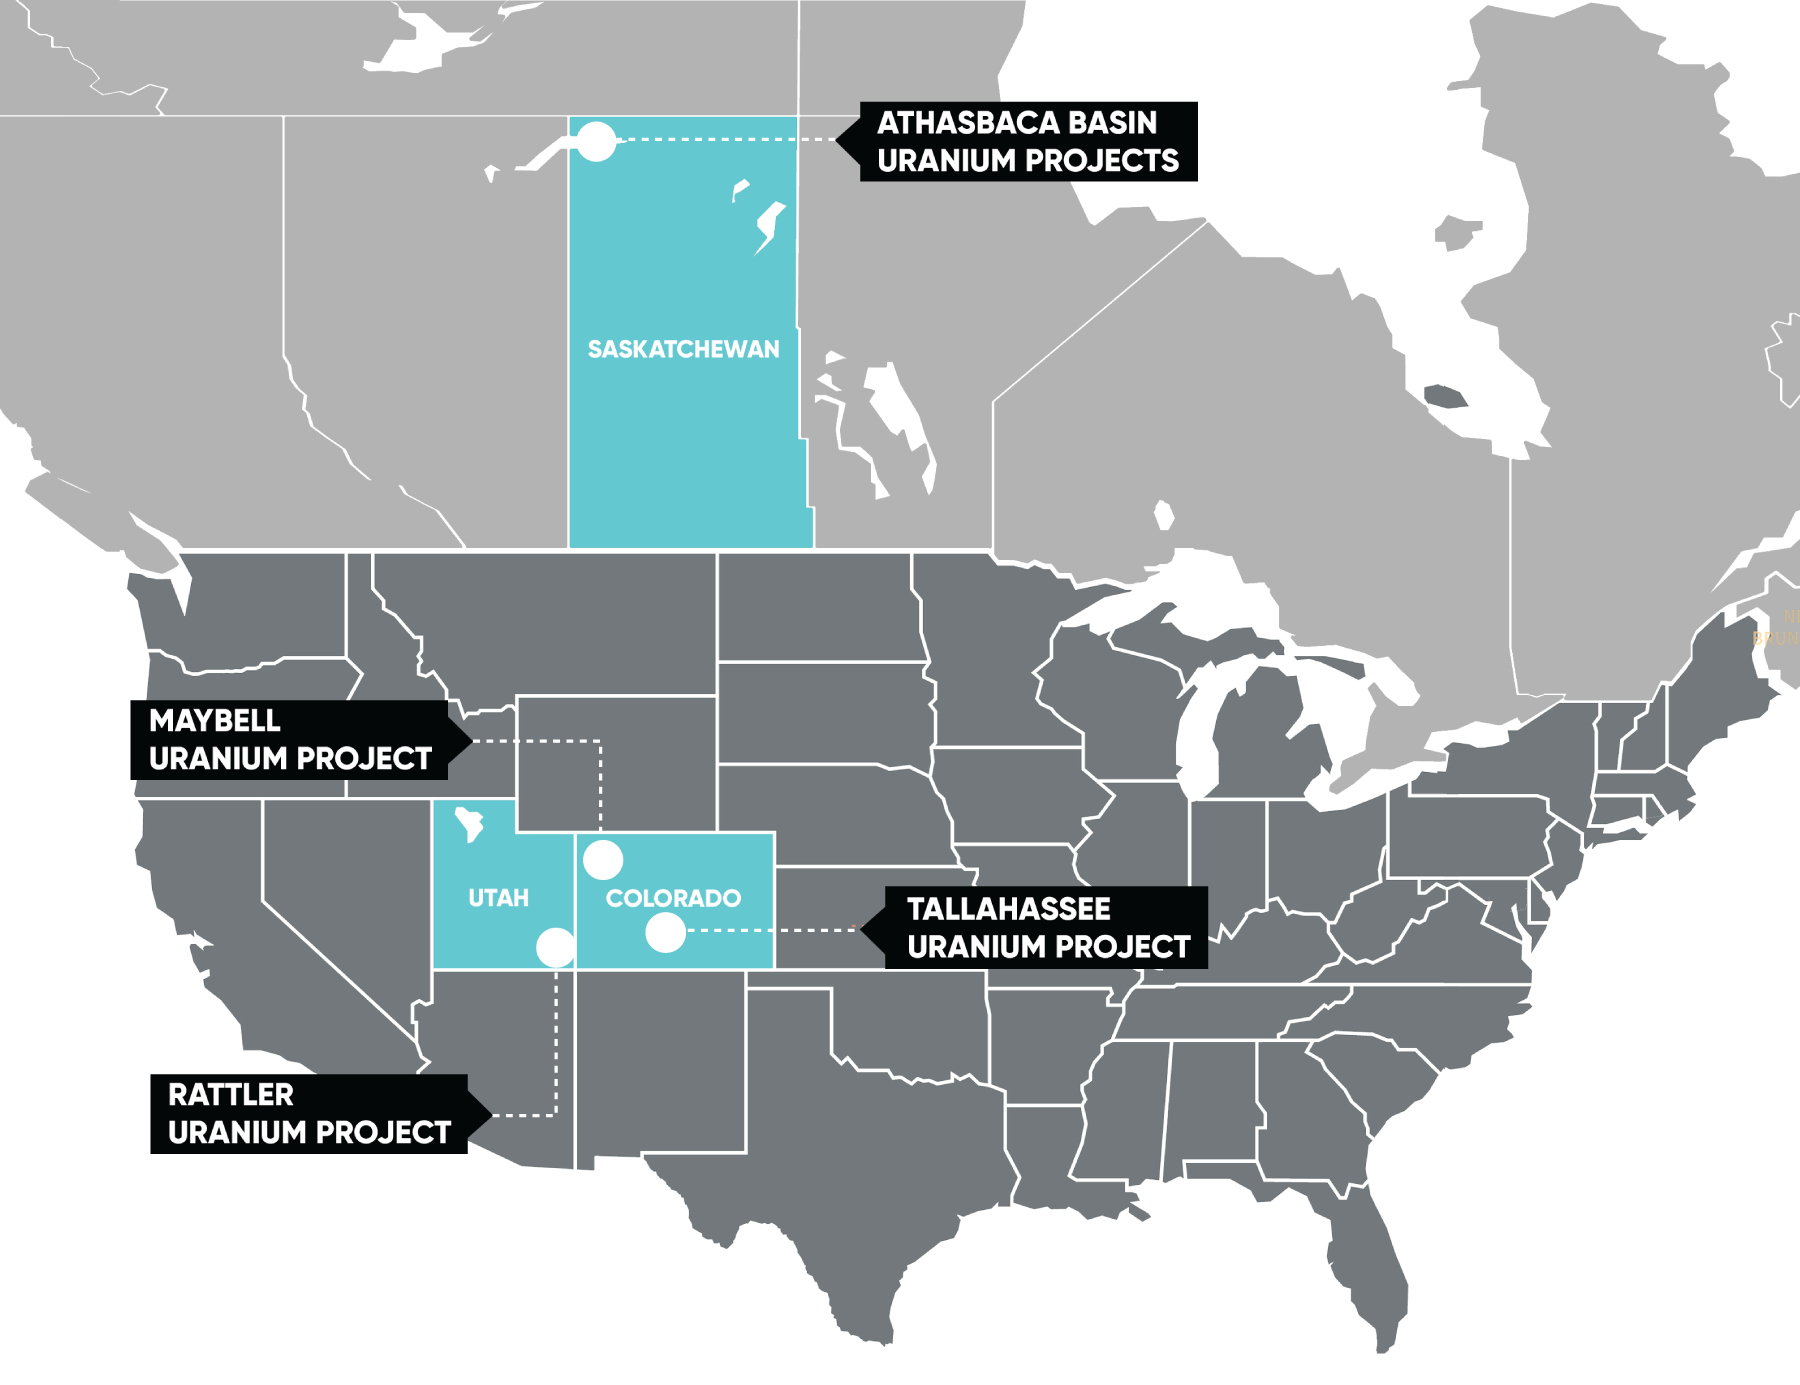 ATHASBACA BASIN
URANIUM PROJECTS
SASKATCHEWAN
MAYBELL
URANIUM PROJECT
UTAH
COLORADO
TALLAHASSEE
URANIUM PROJECT
RATTLER
URANIUM PROJECT